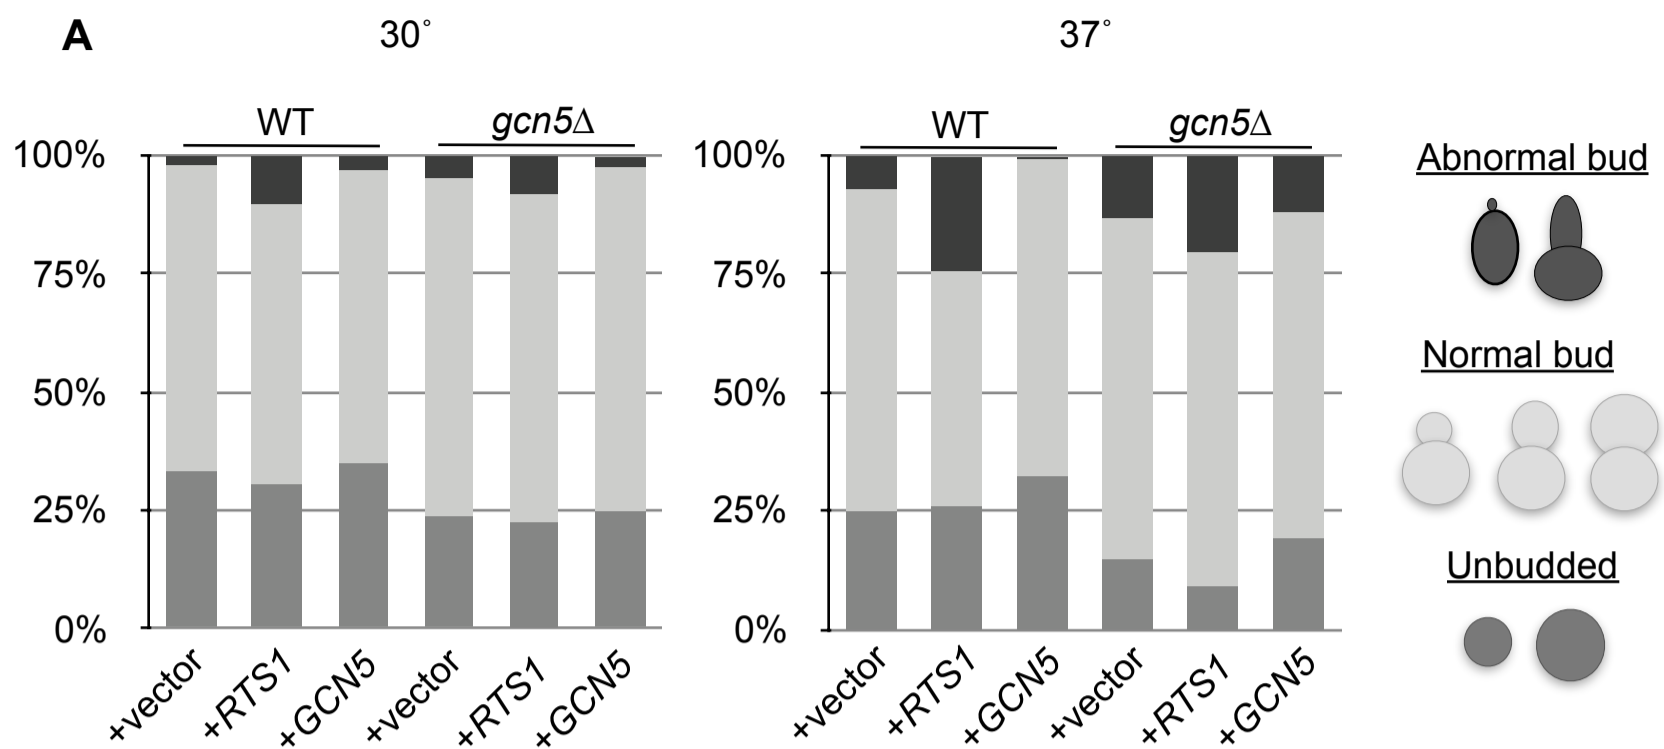 A
30°
37°
WT
gcn5Δ
WT
gcn5Δ
100%
75%
50%
25%
0%
100%
75%
50%
25%
0%
+vector
+RTS1
+GCN5
+vector
+RTS1
+GCN5
+vector
+RTS1
+GCN5
+vector
+RTS1
+GCN5
Abnormal bud
Normal bud
Unbudded